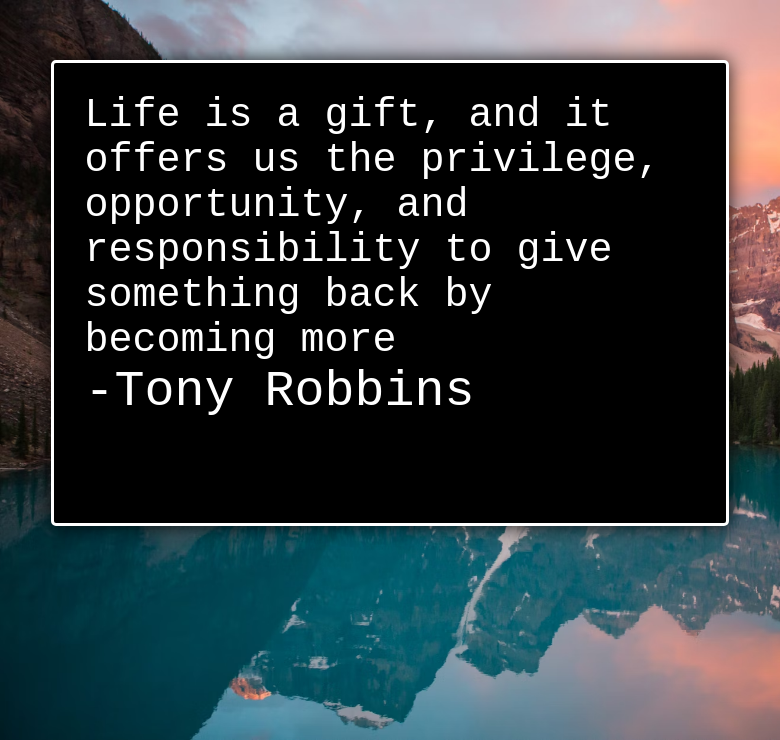 Life is a gift, and it
offers us the privilege,
opportunity, and
responsibility to give
something back by
becoming more
-Tony Robbins